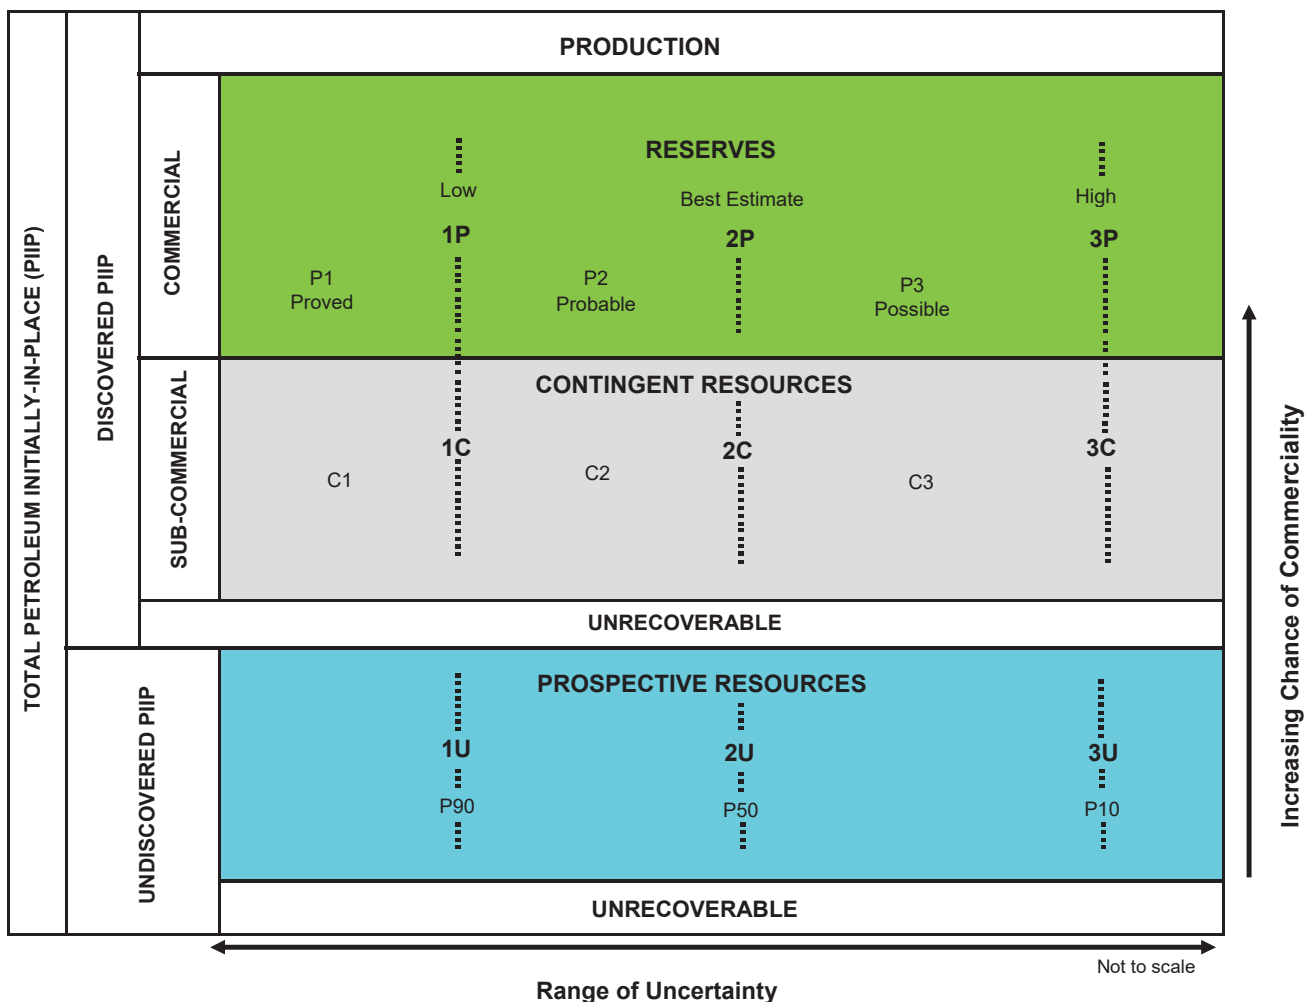 TOTAL PETROLEUM INITIALLY-IN-PLACE (PIIP)
DISCOVERED PIIP
UNDISCOVERED PIIP
PRODUCTION
COMMERCIAL
RESERVES
Low
Best Estimate
High
1P
2P
3P
P1
Proved
P2
Probable
P3
Possible
SUB-COMMERCIAL
CONTINGENT RESOURCES
1C
2C
3C
C1
C2
C3
UNRECOVERABLE
PROSPECTIVE RESOURCES
1U
2U
3U
P90
P50
P10
UNRECOVERABLE
Not to scale
Range of Uncertainty
Increasing Chance of Commerciality